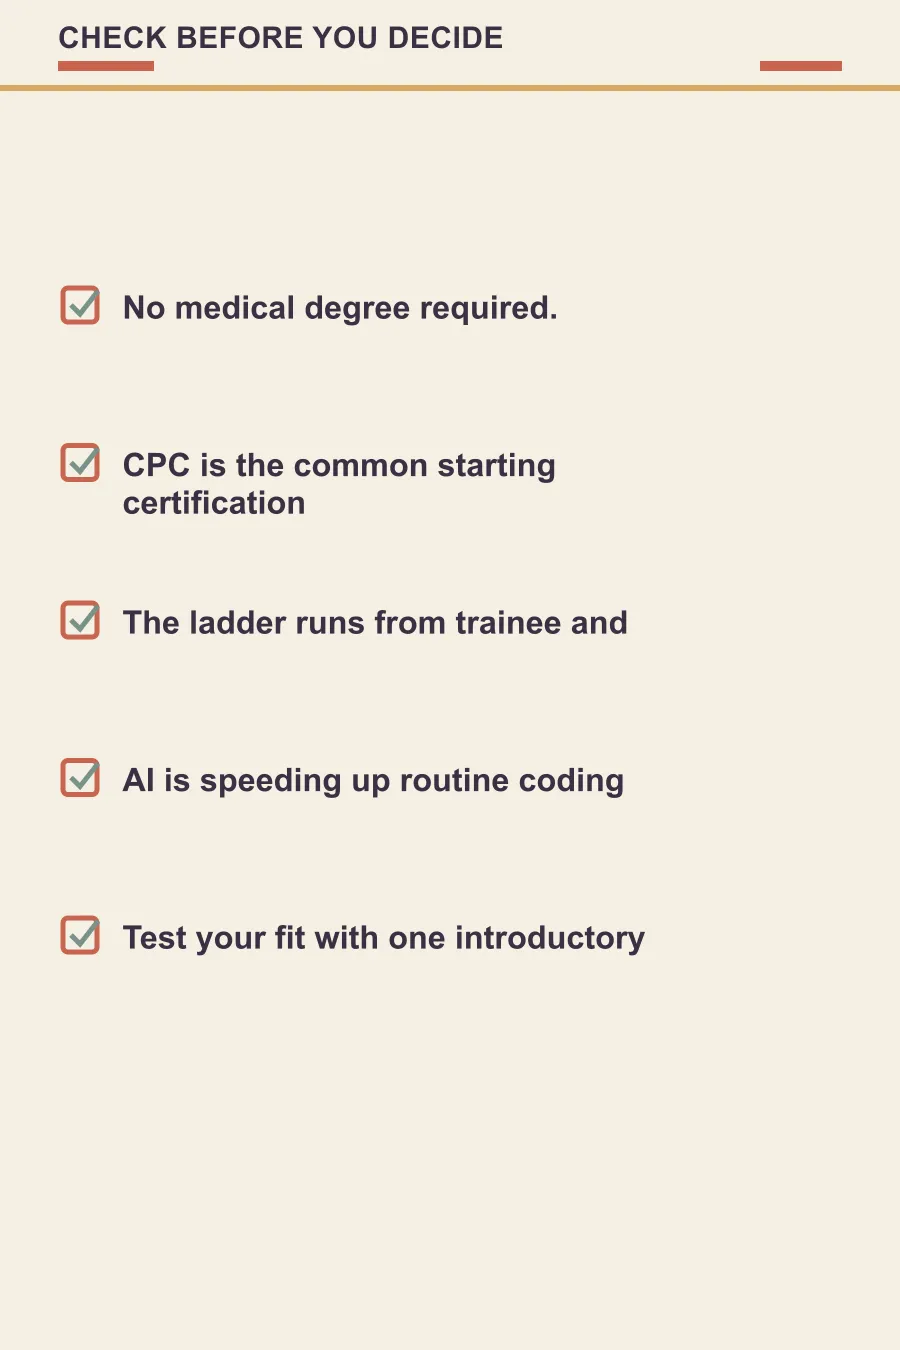 CHECK BEFORE YOU DECIDE
No medical degree required.
CPC is the common starting
certification
The ladder runs from trainee and
AI is speeding up routine coding
Test your fit with one introductory